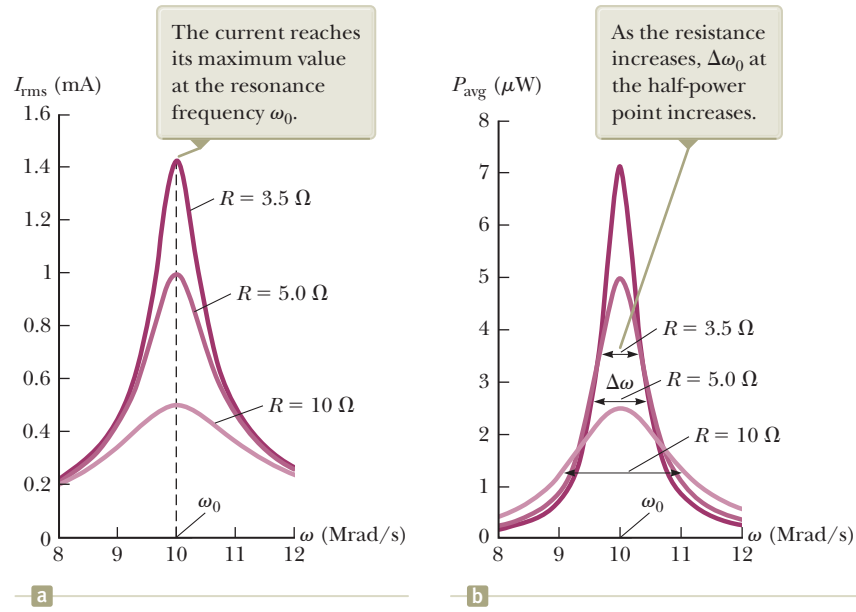 The current reaches
its maximum value
at the resonance
frequency ω0.
I rms (mA)
1.6
1.4
1.2
1
0.8
0.6
0.4
0.2
0
R = 3.5 Ω
R = 5.0 Ω
R = 10 Ω
ω0
8 9 10 11 12
ω (Mrad/s)
a
As the resistance
increases, Δω0 at
the half-power
point increases.
P avg (μW)
8
7
6
5
4
3
2
1
0
R = 3.5 Ω
R = 5.0 Ω
Δω
R = 10 Ω
ω0
8 9 10 11 12
ω (Mrad/s)
b